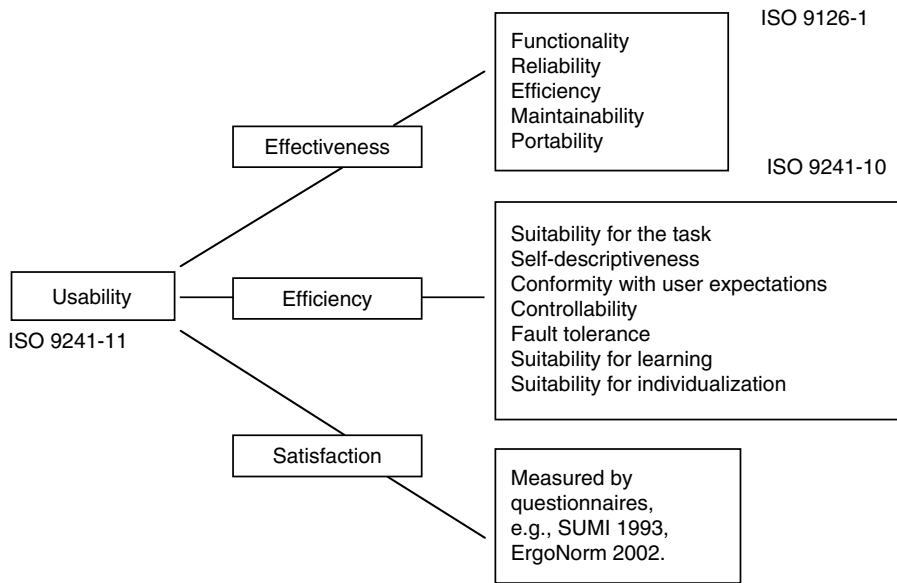 ISO 9126-1
Functionality
Reliability
Efficiency
Maintainability
Portability
Effectiveness
ISO 9241-10
Suitability for the task
Self-descriptiveness
Conformity with user expectations
Controllability
Fault tolerance
Suitability for learning
Suitability for individualization
Usability
Efficiency
ISO 9241-11
Satisfaction
Measured by
questionnaires,
e.g., SUMI 1993,
ErgoNorm 2002.